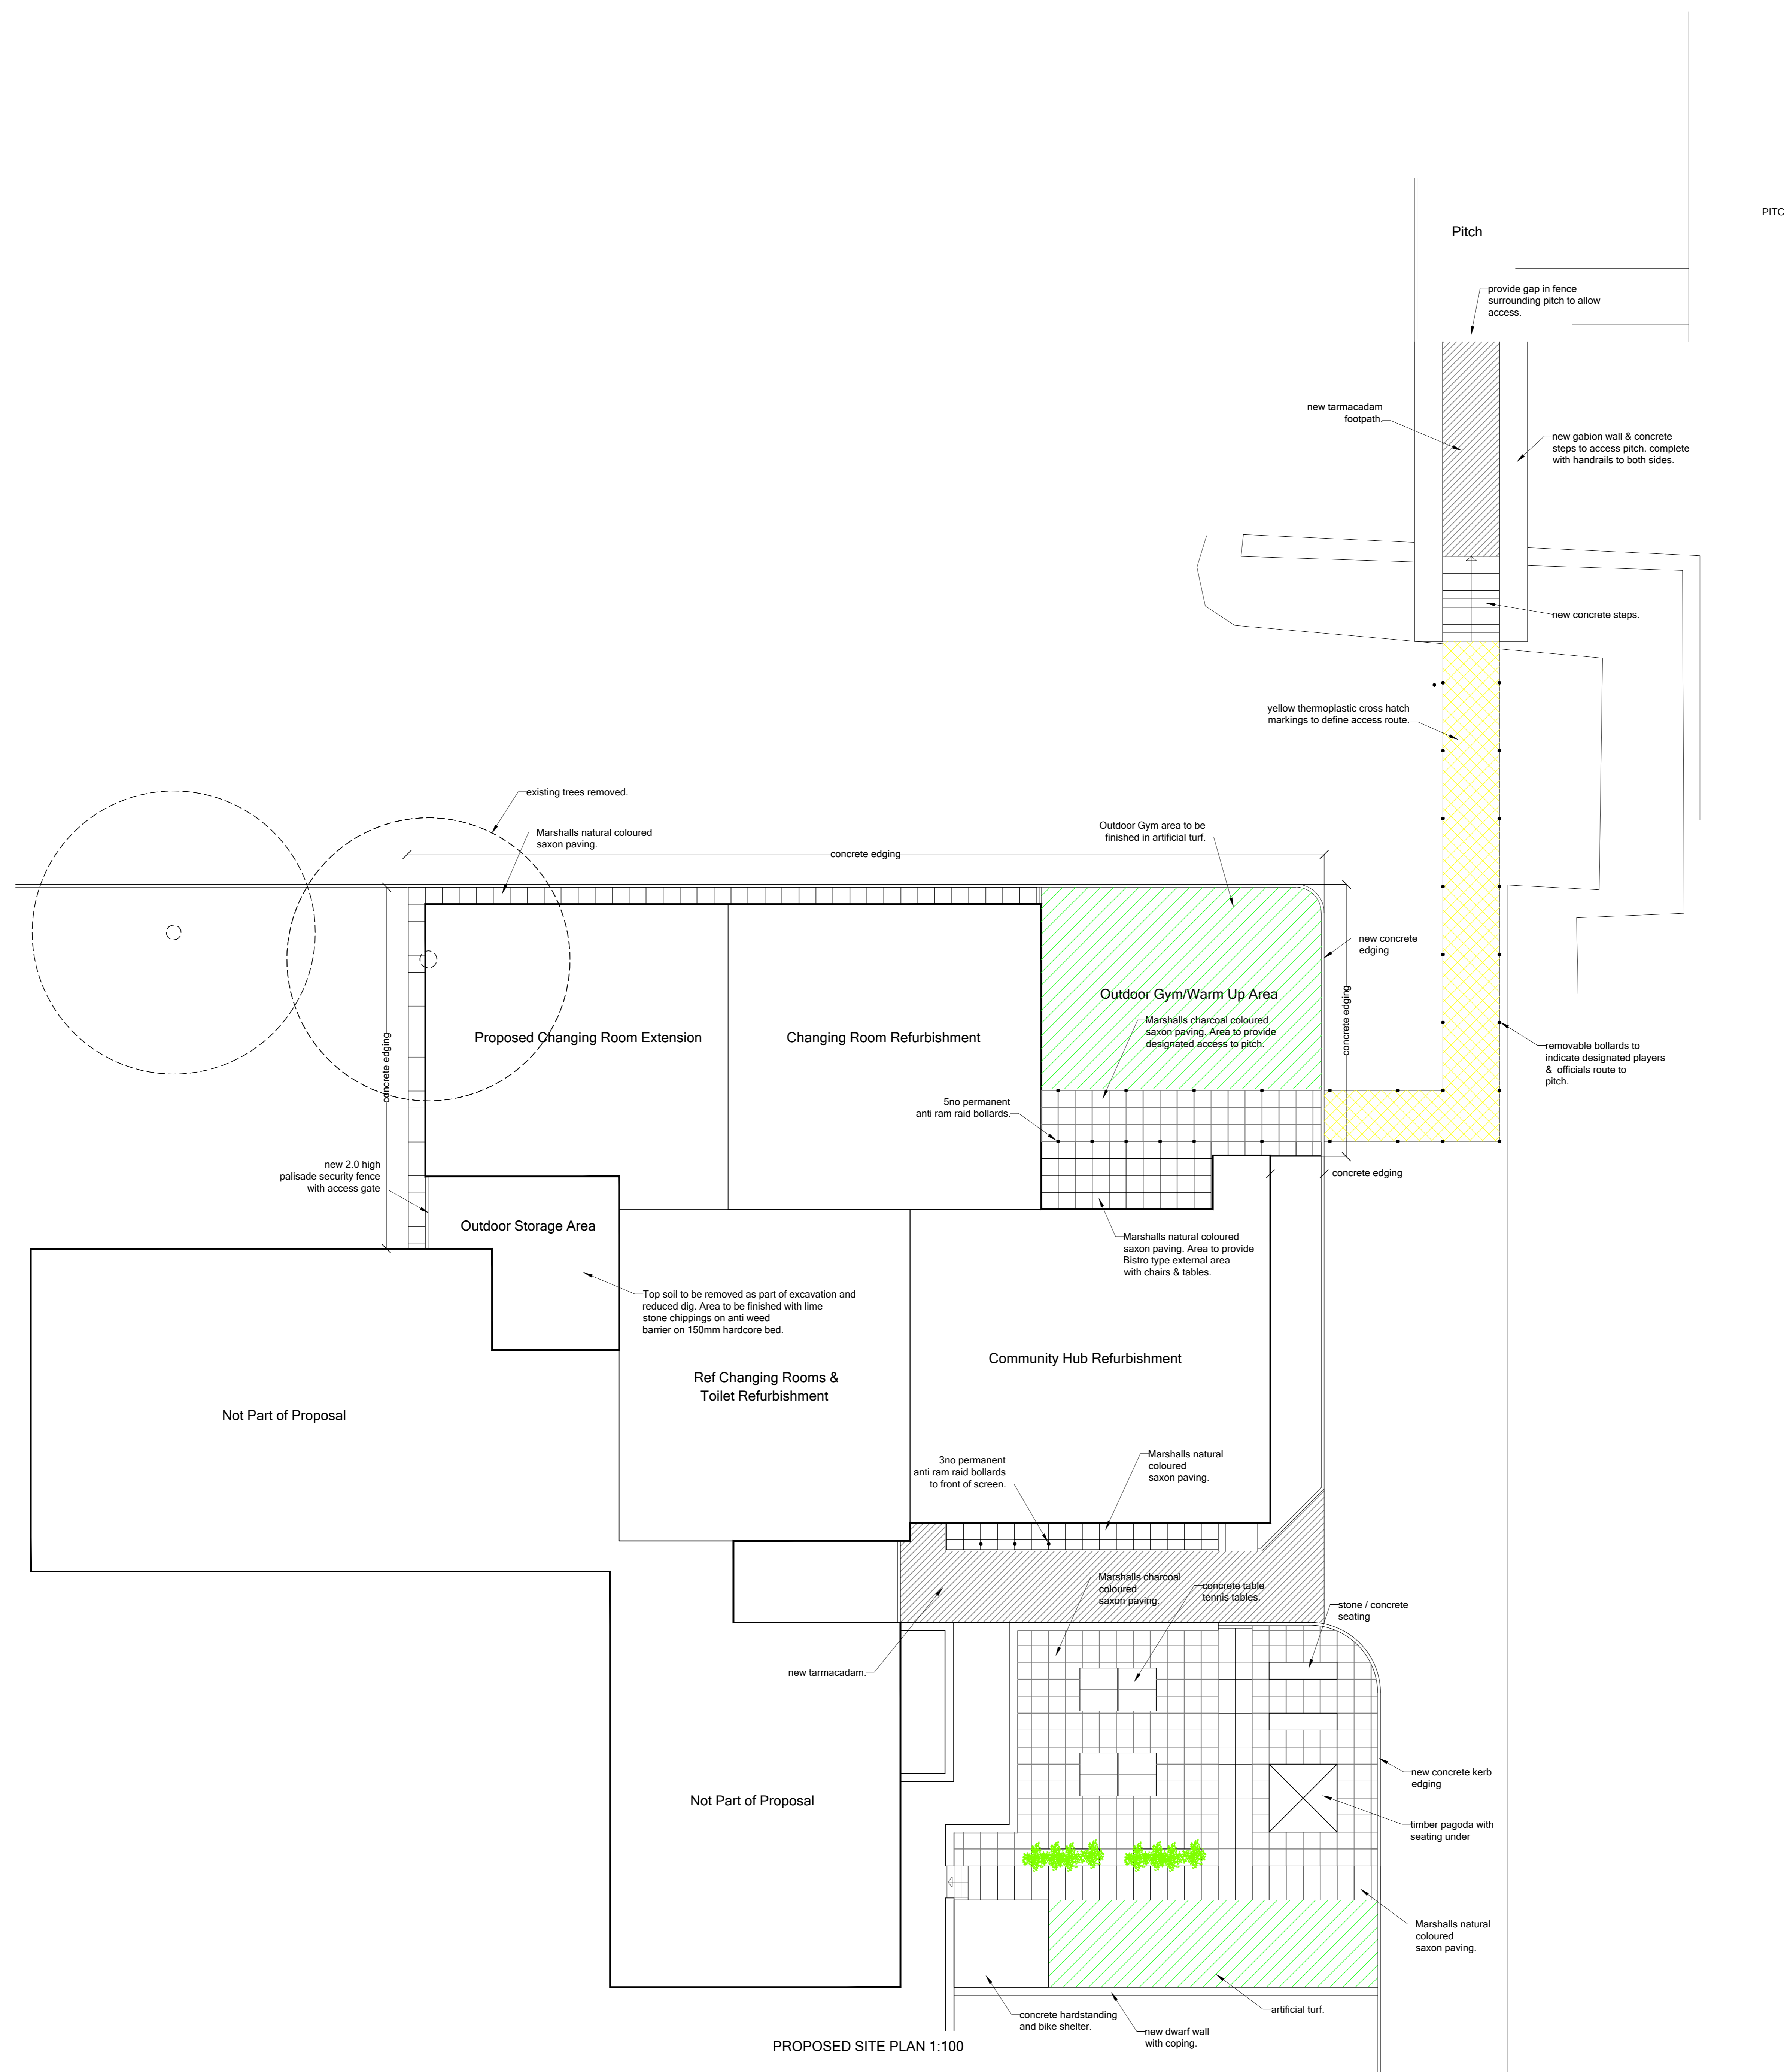 PITC
Pitch
provide gap in fence
surrounding pitch to allow
access.
new tarmacadam
footpath.
new gabion wall & concrete
steps to access pitch. complete
with handrails to both sides.
new concrete steps.
yellow thermoplastic cross hatch
markings to define access route.
existing trees removed.
Marshalls natural coloured
saxon paving.
Outdoor Gym area to be
finished in artificial turf.
concrete edging
new concrete
edging
concrete edging
concrete edging
Outdoor Gym/Warm Up Area
Marshalls charcoal coloured
saxon paving. Area to provide
designated access to pitch.
Proposed Changing Room Extension
Changing Room Refurbishment
removable bollards to
indicate designated players
& officials route to
pitch.
5no permanent
anti ram raid bollards.
new 2.0 high
palisade security fence
with access gate
concrete edging
Outdoor Storage Area
Marshalls natural coloured
saxon paving. Area to provide
Bistro type external area
with chairs & tables.
Top soil to be removed as part of excavation and
reduced dig. Area to be finished with lime
stone chippings on anti weed
barrier on 150mm hardcore bed.
Community Hub Refurbishment
Ref Changing Rooms &
Toilet Refurbishment
Not Part of Proposal
3no permanent
anti ram raid bollards
to front of screen.
Marshalls natural
coloured
saxon paving.
Marshalls charcoal
coloured
saxon paving.
concrete table
tennis tables.
stone / concrete
seating
new tarmacadam.
new concrete kerb
edging
Not Part of Proposal
timber pagoda with
seating under
Marshalls natural
coloured
saxon paving.
artificial turf.
concrete hardstanding
and bike shelter.
new dwarf wall
with coping.
PROPOSED SITE PLAN 1:100